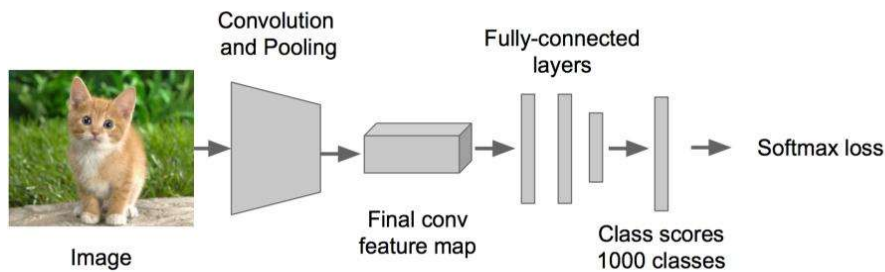 Convolution
and Pooling
Fully-connected
layers
Softmax loss
Final conv
feature map
Class scores
1000 classes
Image